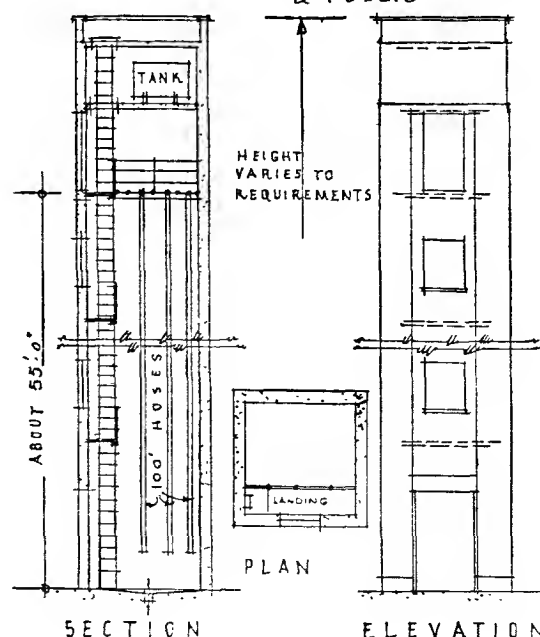 TANK
HEIGHT
VARIES TO
REQUIREMENTS
ABOUT 55'.0"
100' HOSES
LANDING
PLAN
SECTION
ELEVATION